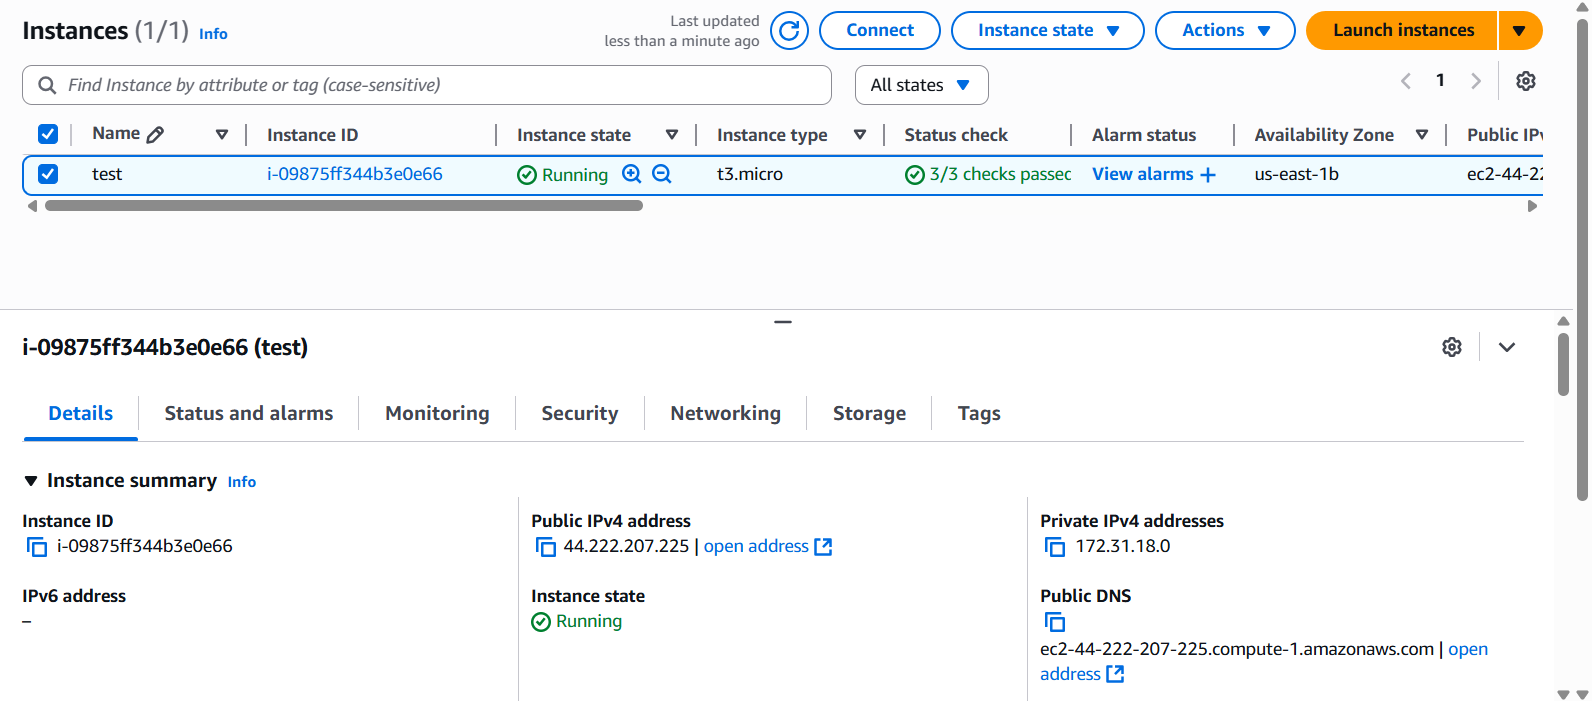 Instances (1/1) Info
Last updated
less than a minute ago
Connect
Instance state
Actions
Launch instances
Find Instance by attribute or tag (case-sensitive)
All states
1
Name
Instance ID
Instance state
Instance type
Status check
Alarm status
Availability Zone
Public IPv
test
i-09875ff344b3e0e66
Running
t3.micro
3/3 checks passed
View alarms +
us-east-1b
ec2-44-22
i-09875ff344b3e0e66 (test)
Details
Status and alarms
Monitoring
Security
Networking
Storage
Tags
Instance summary Info
Instance ID
i-09875ff344b3e0e66
Public IPv4 address
44.222.207.225 | open address
Private IPv4 addresses
172.31.18.0
IPv6 address
–
Instance state
Running
Public DNS
ec2-44-222-207-225.compute-1.amazonaws.com | open
address